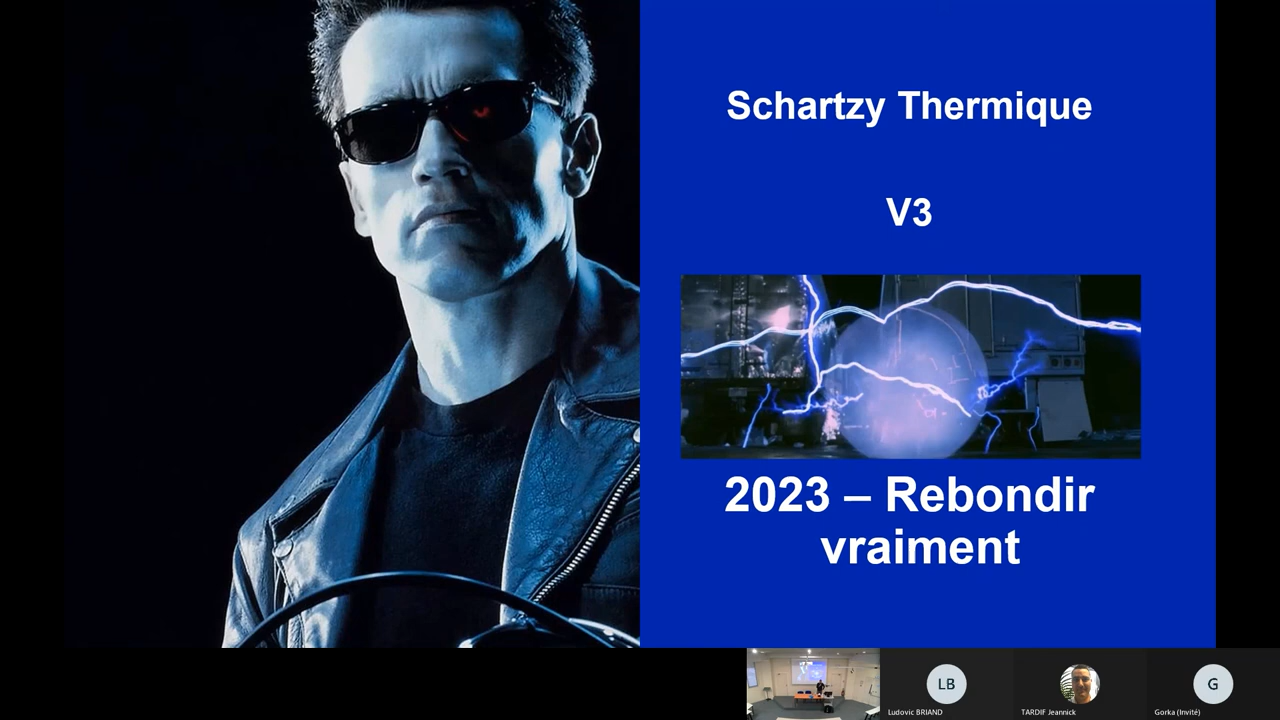 Schartzy Thermique
V3
2023 – Rebondir
vraiment
LB
G
Ludovic BRIAND
TARDIF Jeannick
Gorka (Invité)